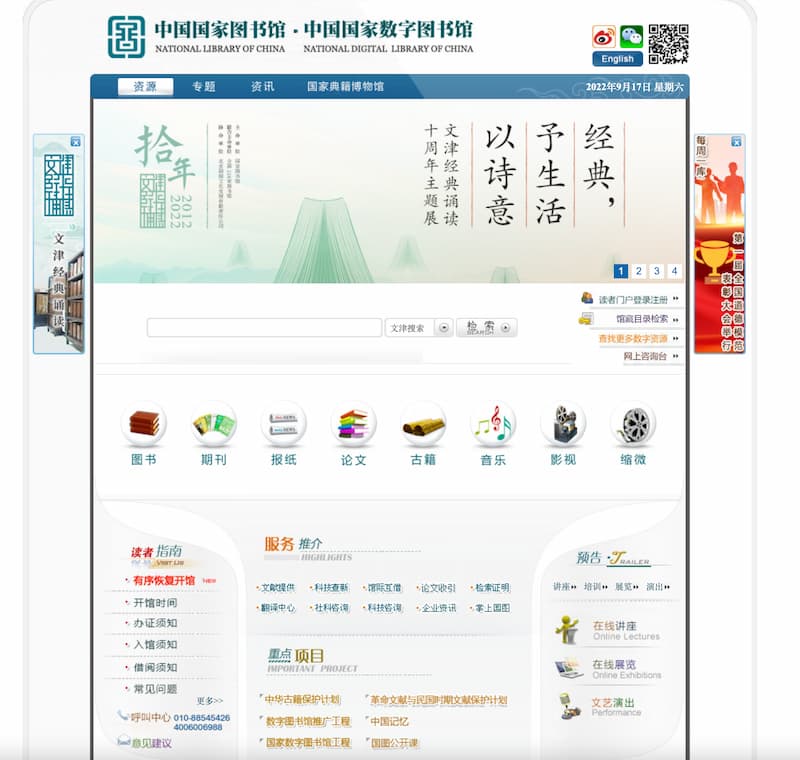 中国国家图书馆·中国国家数字图书馆
NATIONAL LIBRARY OF CHINA NATIONAL DIGITAL LIBRARY OF CHINA
English
资源 专题 资讯 国家典籍博物馆
2022年9月17日 星期六
经典，
予生活
以诗意
文津经典诵读
十周年主题展
拾年
2012
2022
1 2 3 4
文津经典诵读
每周一库
第一届全国道德模范
表彰大会举行
读者门户登录注册
馆藏目录检索
查找更多数字资源
网上咨询台
文津搜索
检 索
SEARCH
图书 期刊 报纸 论文 古籍 音乐 影视 缩微
读者 指南
VISIT US
有序恢复开馆 NEW
开馆时间
办证须知
入馆须知
借阅须知
常见问题
更多>>
呼叫中心 010-88545426
4006006988
意见建议
服务 推介
HIGHLIGHTS
文献提供 科技查新 馆际互借 论文收引 检索证明
翻译中心 社科咨询 科技咨询 企业资讯 掌上国图
重点 项目
IMPORTANT PROJECT
中华古籍保护计划 革命文献与民国时期文献保护计划
数字图书馆推广工程 中国记忆
国家数字图书馆工程 国图公开课
预告·TRAILER
讲座 培训 展览 演出
在线讲座
Online Lectures
在线展览
Online Exhibitions
文艺演出
Performance